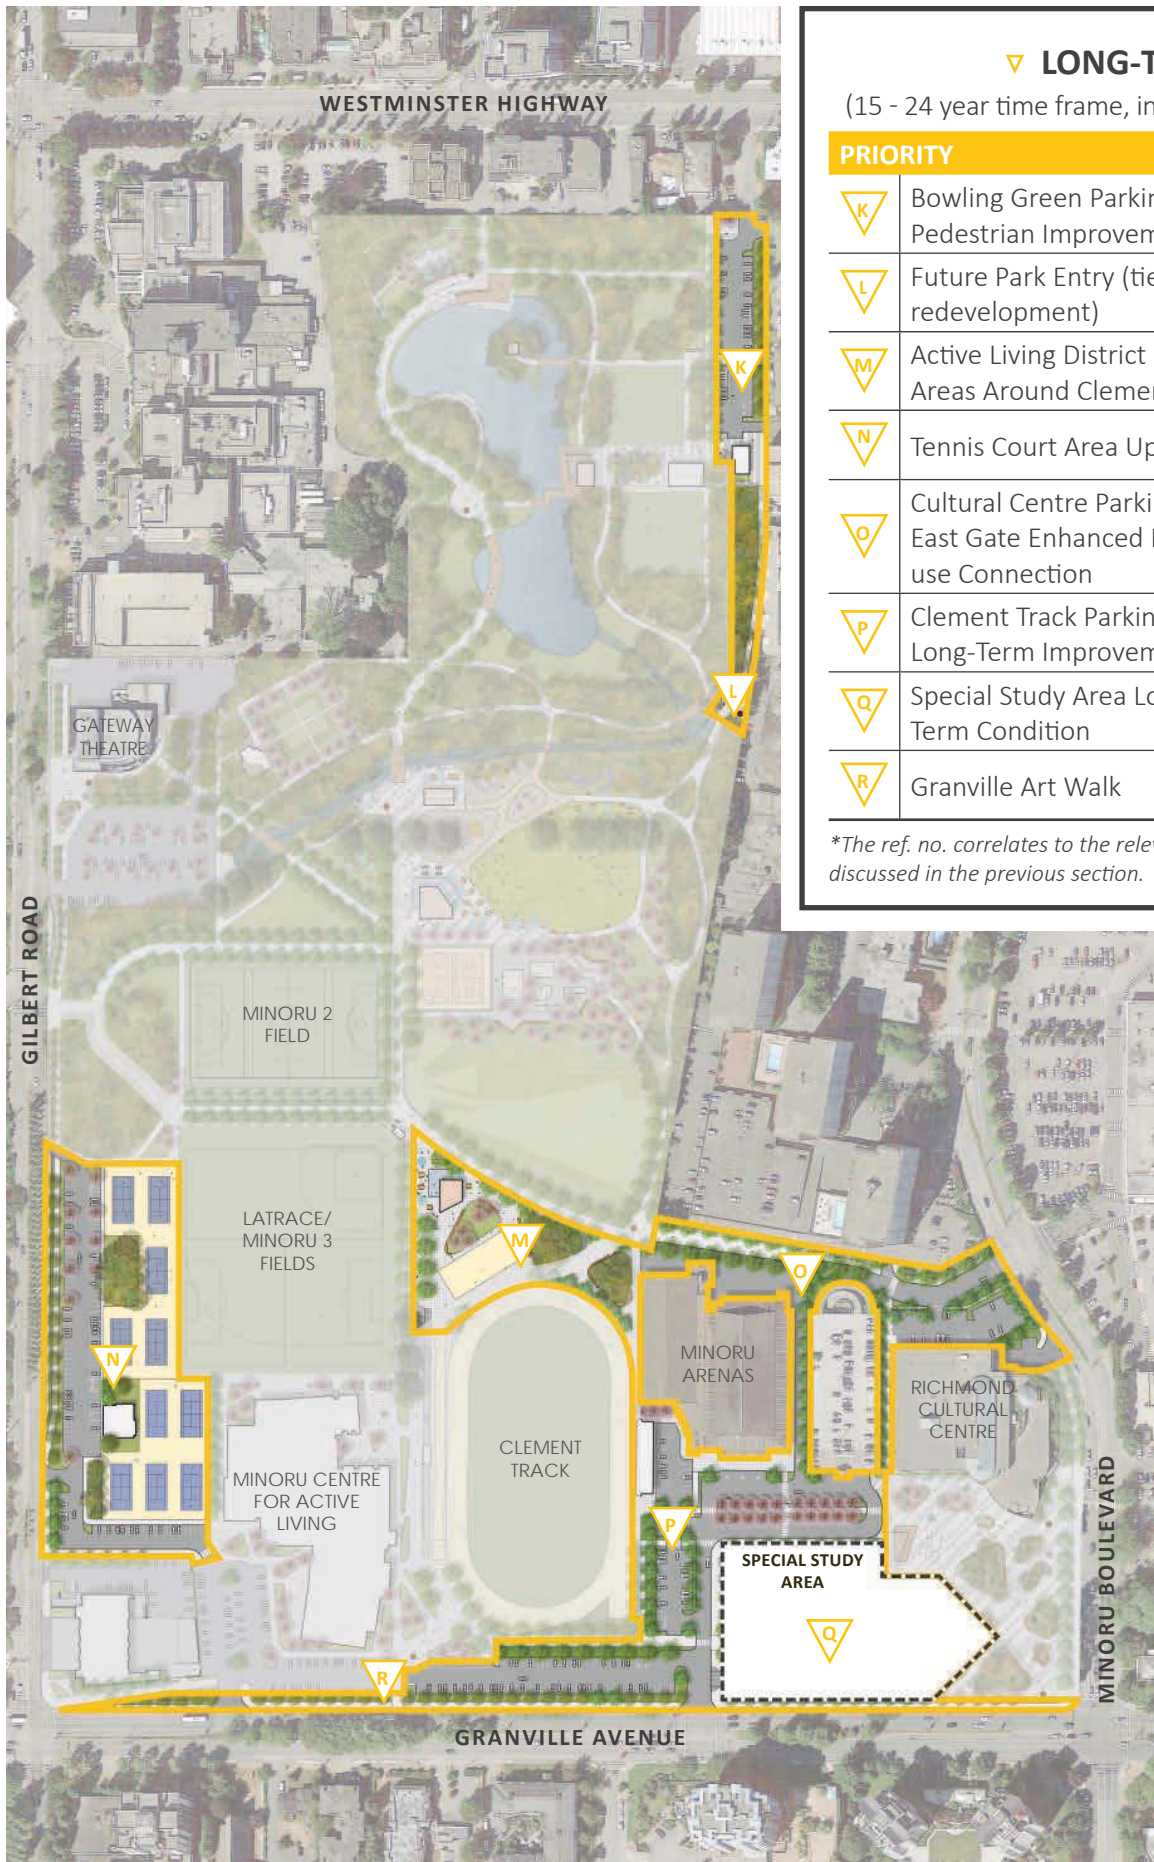 LONG-T
(15 - 24 year time frame, in
PRIORITY
K
Bowling Green Parkin
Pedestrian Improvem
L
Future Park Entry (tie
redevelopment)
M
Active Living District
Areas Around Clemen
N
Tennis Court Area Up
O
Cultural Centre Parki
East Gate Enhanced
use Connection
P
Clement Track Parkin
Long-Term Improvem
Q
Special Study Area Lo
Term Condition
R
Granville Art Walk
*The ref. no. correlates to the relev
discussed in the previous section.
WESTMINSTER HIGHWAY
K
L
GATEWAY
THEATRE
GILBERT ROAD
MINORU 2
FIELD
LATRACE/
MINORU 3
FIELDS
M
O
N
MINORU
ARENAS
RICHMOND
CULTURAL
CENTRE
CLEMENT
TRACK
MINORU CENTRE
FOR ACTIVE
LIVING
P
SPECIAL STUDY
AREA
Q
MINORU BOULEVARD
R
GRANVILLE AVENUE